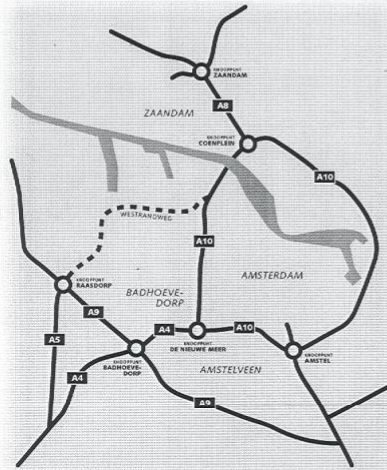 KNOOPPUNT
ZAANDAM
A8
ZAANDAM
KNOOPPUNT
COENPLEIN
A10
WESTRANDWEG
A10
AMSTERDAM
KNOOPPUNT
RAASDORP
BADHOEVE-
DORP
A9
A4
A10
A5
KNOOPPUNT
DE NIEUWE MEER
KNOOPPUNT
BADHOEVE-
DORP
KNOOPPUNT
AMSTEL
A4
AMSTELVEEN
A9